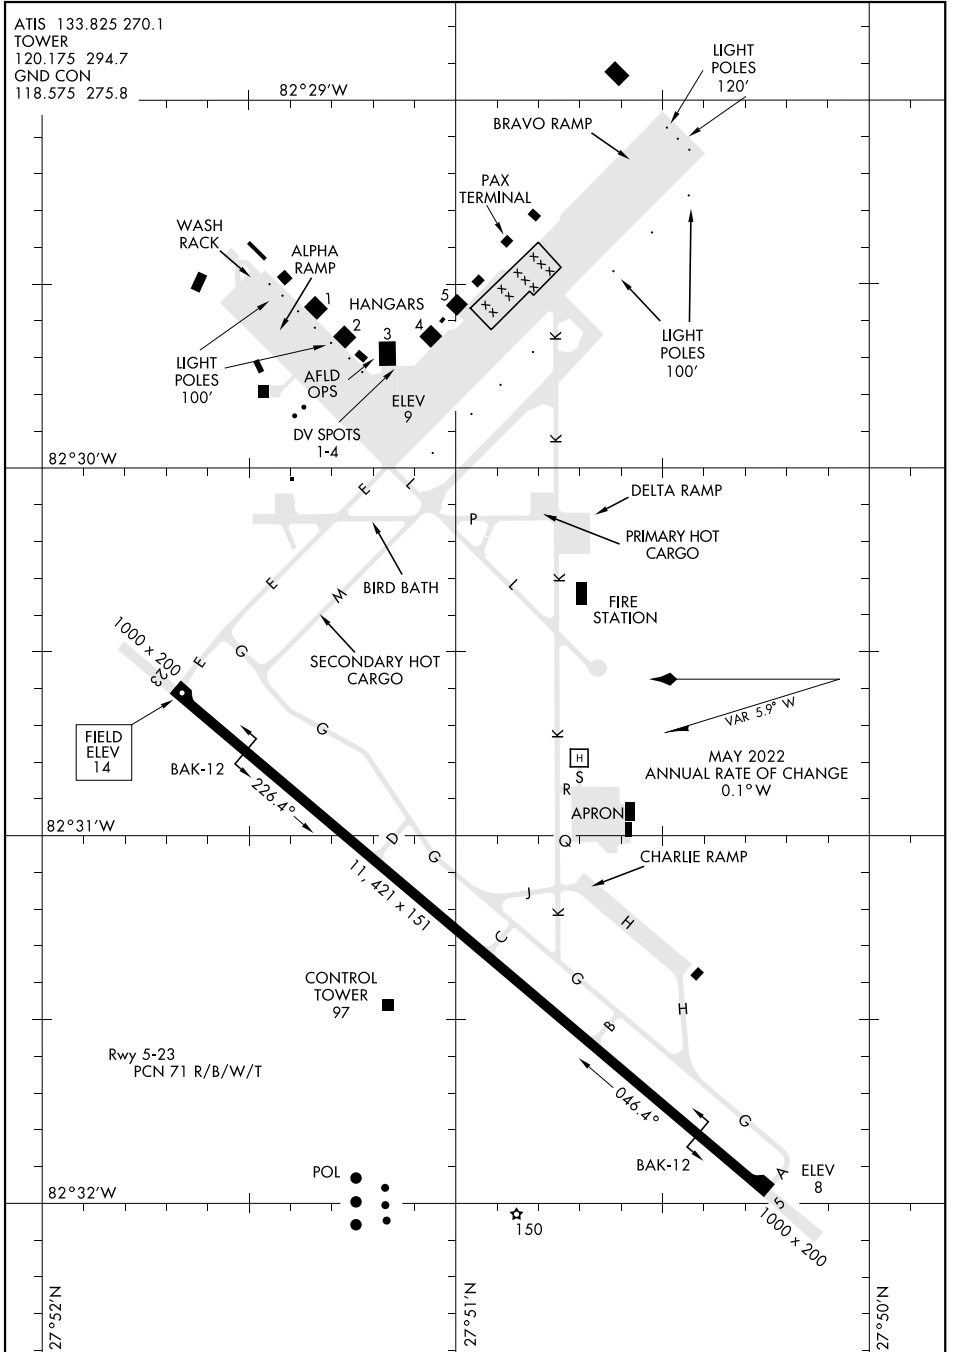 ATIS 133.825 270.1
TOWER
120.175 294.7
GND CON
118.575 275.8
82°29'W
LIGHT
POLES
120'
BRAVO RAMP
PAX
TERMINAL
WASH
RACK
ALPHA
RAMP
HANGARS
1
2
3
4
5
LIGHT
POLES
100'
AFLD
OPS
DV SPOTS
1-4
ELEV
9
LIGHT
POLES
100'
X X X X X X X X X X X X
K
K
82°30'W
E
L
P
DELTA RAMP
PRIMARY HOT
CARGO
BIRD BATH
E
M
L
K
FIRE
STATION
SECONDARY HOT
CARGO
1000 x 200
23
E
G
FIELD
ELEV
14
G
K
VAR 5.9° W
MAY 2022
ANNUAL RATE OF CHANGE
0.1° W
BAK-12
226.4°
H
S
R
APRON
82°31'W
D
G
Q
CHARLIE RAMP
11, 421 x 151
J
K
H
C
G
H
B
CONTROL
TOWER
97
Rwy 5-23
PCN 71 R/B/W/T
046.4°
G
BAK-12
A
ELEV
8
5
1000 x 200
POL
82°32'W
150
27°52'N
27°51'N
27°50'N